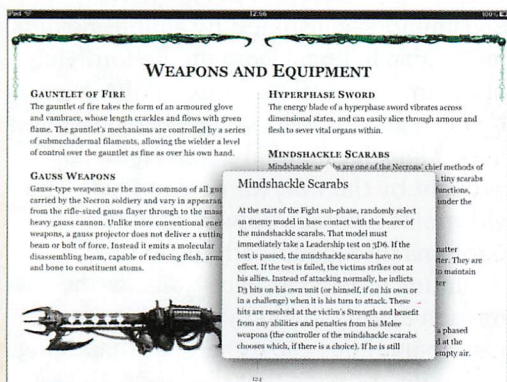 iPad
12:56
100%
WEAPONS AND EQUIPMENT
GAUNTLET OF FIRE
The gauntlet of fire takes the form of an armoured glove
and vambrace, whose length crackles and flows with green
flame. The gauntlet's mechanisms are controlled by a series
of submechadermal filaments, allowing the wielder a level
of control over the gauntlet as fine as over his own hand.
GAUSS WEAPONS
Gauss-type weapons are the most common of all
carried by the Necron soldiery and vary in
from the rifle-sized gauss flayer through to the
heavy gauss cannon. Unlike more conventional
weapons, a gauss projector does not deliver a
beam or bolt of force. Instead it emits a molecular
disassembling beam, capable of reducing flesh,
and bone to constituent atoms.
HYPERPHASE SWORD
The energy blade of a hyperphase sword vibrates across
dimensional states, and can easily slice through armour and
flesh to sever vital organs within.
MINDSHACKLE SCARABS
Mindshackle are one of the Necrons' chief methods of
tiny scarabs
functions,
under the
They are
to maintain
a phased
at the
empty air.
Mindshackle Scarabs
At the start of the Fight sub-phase, randomly select
an enemy model in base contact with the bearer of
the mindshackle scarabs. That model must
immediately take a Leadership test on 3D6. If the
test is passed, the mindshackle scarabs have no
effect. If the test is failed, the victims strikes out at
his allies. Instead of attacking normally, he inflicts
D3 hits on his own unit (or himself, if on his own or
in a challenge) when it is his turn to attack. These
hits are resolved at the victim's Strength and benefit
from any abilities and penalties from his Melee
weapons (the controller of the mindshackle scarabs
chooses which, if there is a choice). If he is still
124